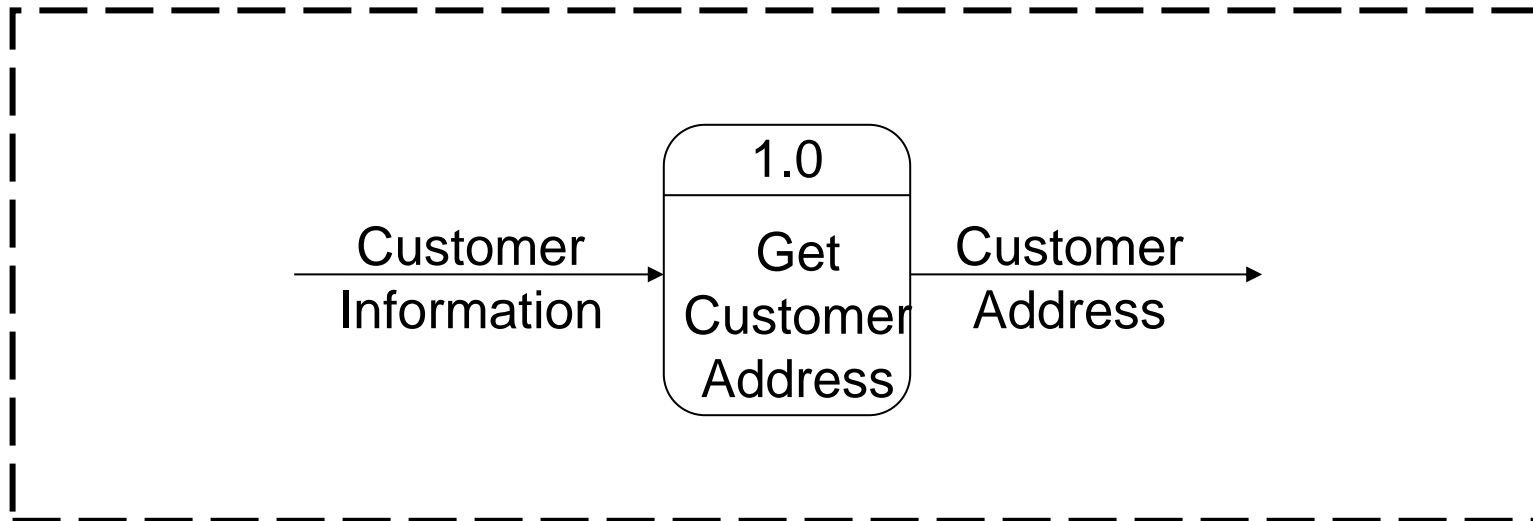 1.0
Customer
Information
Get
Customer
Address
Customer
Address